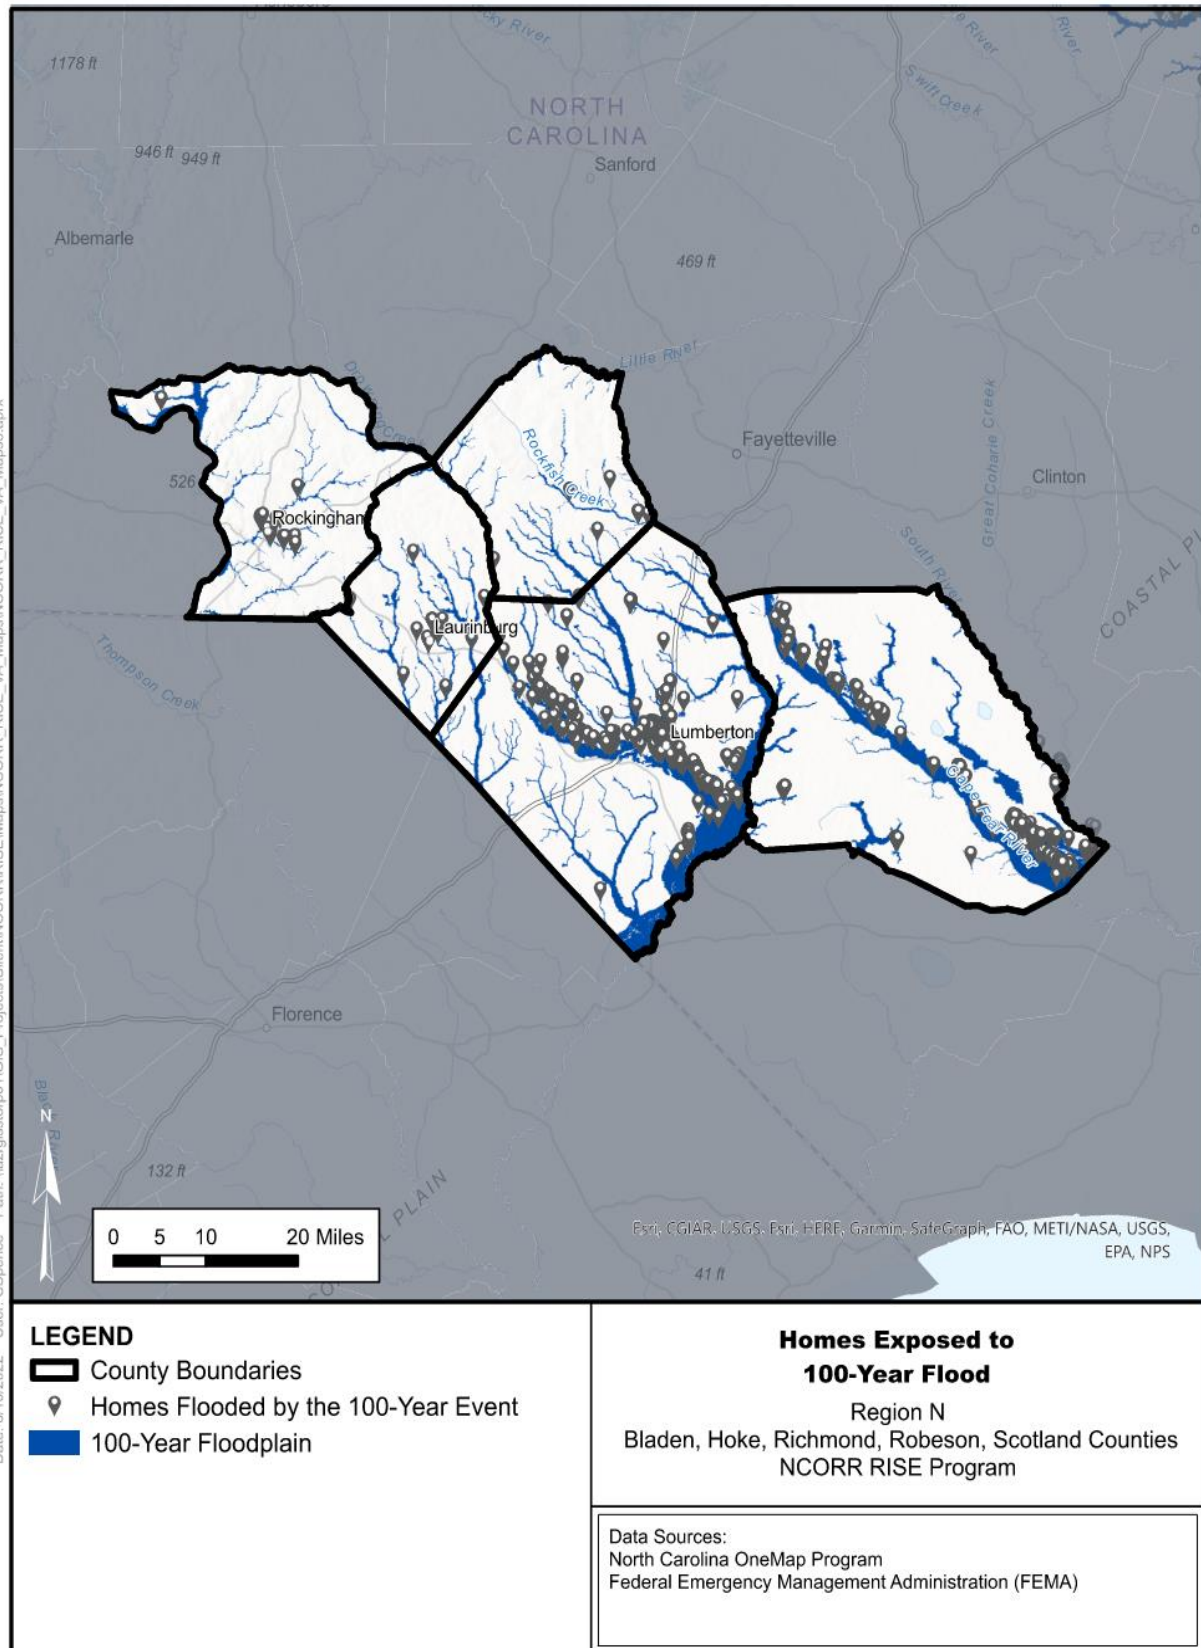 1178 ft
NORTH
CAROLINA
Swift Creek
946 ft 949 ft
Sanford
Albemarle
469 ft
Little River
Great Coharie Creek
Rockfish Creek
Fayetteville
Clinton
526
Rockingham
South River
Laurinburg
Thompson Creek
Lumberton
Cape Fear River
Florence
N
132 ft
PLAIN
0 5 10 20 Miles
Esri, CGIAR, USGS, Esri, HERE, Garmin, SafeGraph, FAO, METI/NASA, USGS,
EPA, NPS
41 ft
LEGEND
County Boundaries
Homes Flooded by the 100-Year Event
100-Year Floodplain
Homes Exposed to
100-Year Flood
Region N
Bladen, Hoke, Richmond, Robeson, Scotland Counties
NCORR RISE Program
Data Sources:
North Carolina OneMap Program
Federal Emergency Management Administration (FEMA)